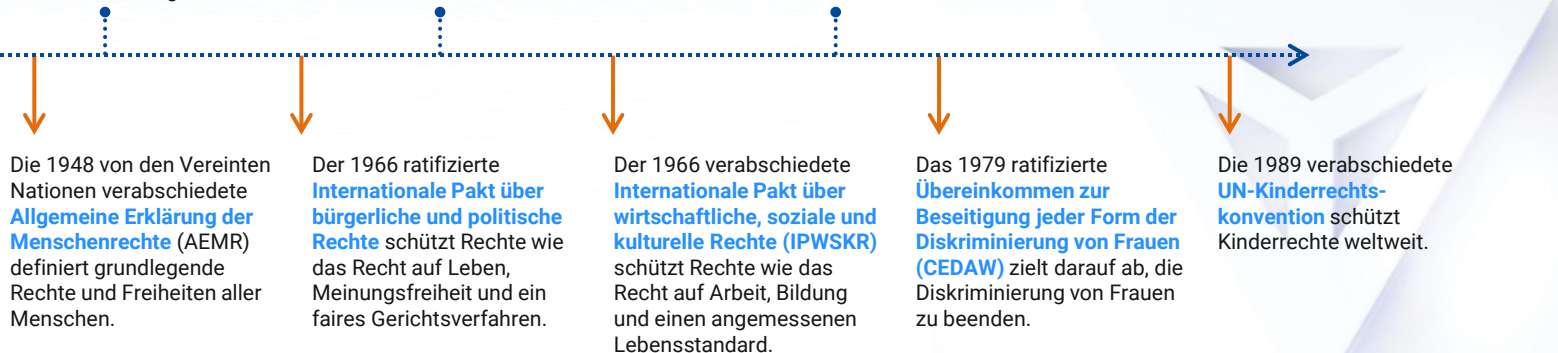 Die 1948 von den Vereinten
Nationen verabschiedete
Allgemeine Erklärung der
Menschenrechte (AEMR)
definiert grundlegende
Rechte und Freiheiten aller
Menschen.
Der 1966 ratifizierte
Internationale Pakt über
bürgerliche und politische
Rechte schützt Rechte wie
das Recht auf Leben,
Meinungsfreiheit und ein
faires Gerichtsverfahren.
Der 1966 verabschiedete
Internationale Pakt über
wirtschaftliche, soziale und
kulturelle Rechte (IPWSKR)
schützt Rechte wie das
Recht auf Arbeit, Bildung
und einen angemessenen
Lebensstandard.
Das 1979 ratifizierte
Übereinkommen zur
Beseitigung jeder Form der
Diskriminierung von Frauen
(CEDAW) zielt darauf ab, die
Diskriminierung von Frauen
zu beenden.
Die 1989 verabschiedete
UN-Kinderrechts-
konvention schützt
Kinderrechte weltweit.